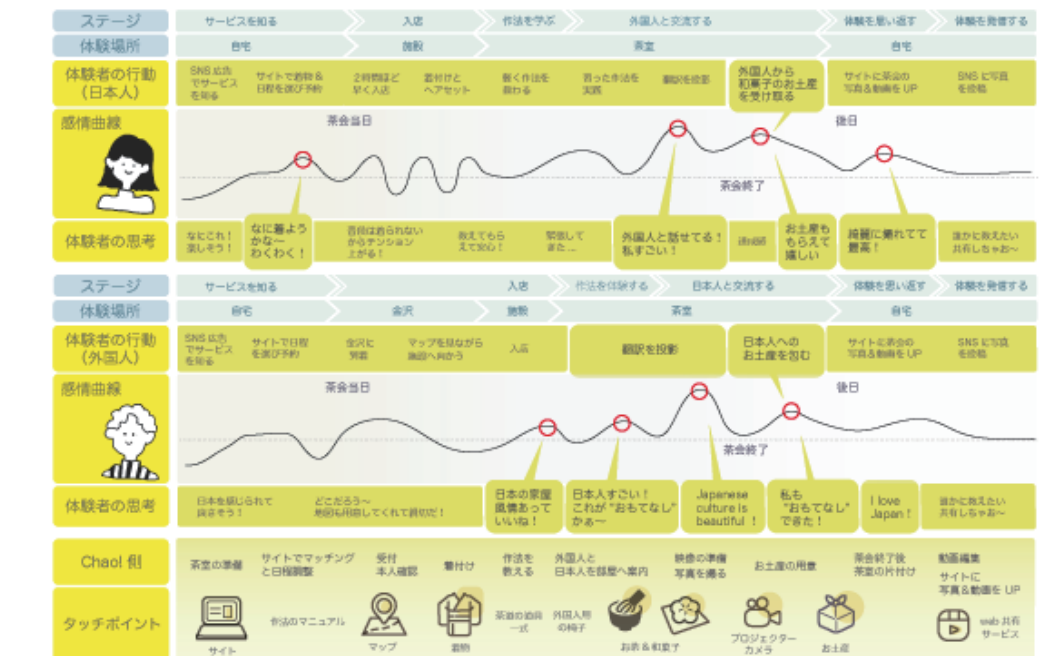 ステージ
サービスを知る
入店
作法を学ぶ
外国人と交流する
体験を思い返す
体験を発信する
体験場所
自宅
施設
茶室
自宅
体験者の行動
（日本人）
SNS 広告
でサービス
を知る
サイトで着物 &
日程を選び予約
2時間ほど
早く入店
着付けと
ヘアセット
軽く作法を
教わる
習った作法を
実践
翻訳を投影
外国人から
和菓子のお土産
を受け取る
サイトに茶会の
写真&動画を UP
SNS に写真
を投稿
感情曲線
茶会当日
後日
茶会終了
体験者の思考
なにこれ！
楽しそう！
なに着よう
かな〜
わくわく！
普段は着られない
からテンション
上がる！
教えてもら
えて安心！
緊張して
きた...
外国人と話せてる！
私すごい！
お土産も
もらえて
嬉しい
綺麗に撮れてて
最高！
誰かに教えたい
共有しちゃお〜
ステージ
サービスを知る
入店
作法を体験する
日本人と交流する
体験を思い返す
体験を発信する
体験場所
自宅
金沢
施設
茶室
自宅
体験者の行動
（外国人）
SNS 広告
でサービス
を知る
サイトで日程
を選び予約
金沢に
到着
マップを見ながら
施設へ向かう
入店
翻訳を投影
日本人への
お土産を包む
サイトに茶会の
写真&動画を UP
SNS に写真
を投稿
感情曲線
茶会当日
後日
茶会終了
体験者の思考
日本を感じられて
良さそう！
どこだろう〜
地図も用意してくれて親切だ！
日本の家屋
風情あって
いいね！
日本人すごい！
これが “おもてなし”
かぁ〜
Japanese
culture is
beautiful ！
私も
“おもてなし”
できた！
I love
Japan！
誰かに教えたい
共有しちゃお〜
Chao! 側
茶室の準備
サイトでマッチング
と日程調整
受付
本人確認
着付け
作法を
教える
外国人と
日本人を部屋へ案内
映像の準備
写真を撮る
お土産の用意
茶会終了後
茶室の片付け
動画編集
サイトに
写真&動画を UP
タッチポイント
サイト
作法のマニュアル
マップ
着物
茶道の道具
一式
外国人用
の椅子
お茶 & 和菓子
プロジェクター
カメラ
お土産
web 共有
サービス